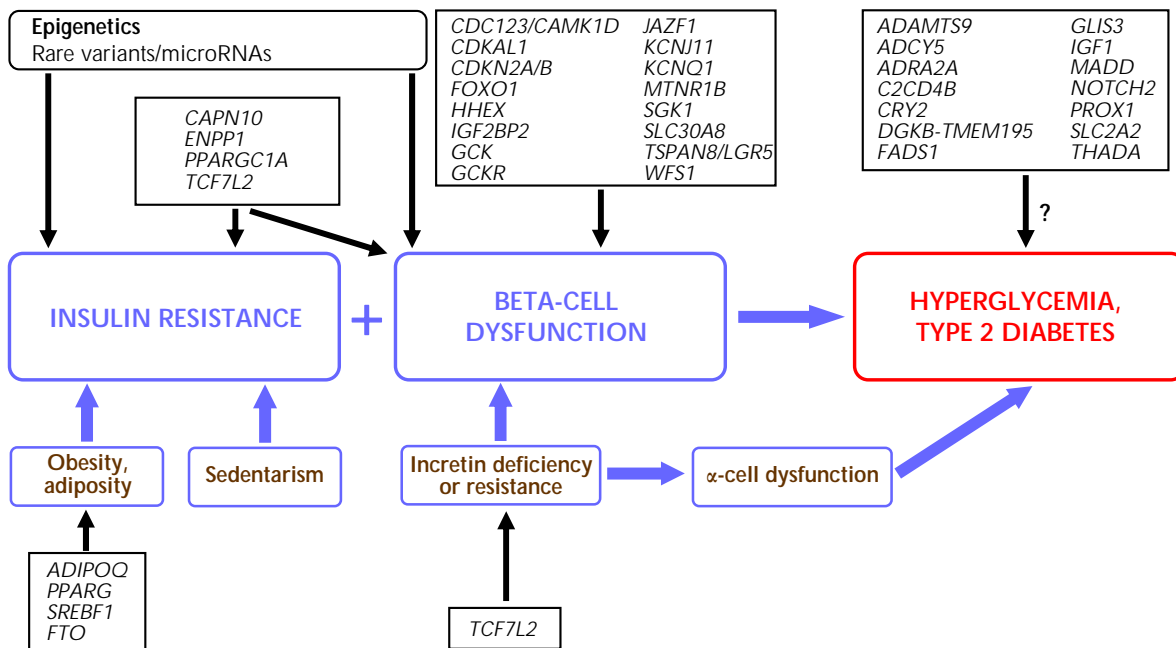 Epigenetics
Rare variants/microRNAs
CAPN10
ENPP1
PPARGC1A
TCF7L2
CDC123/CAMK1D JAZF1
CDKAL1 KCNJ11
CDKN2A/B KCNQ1
FOXO1 MTNR1B
HHEX SGK1
IGF2BP2 SLC30A8
GCK TSPAN8/LGR5
GCKR WFS1
ADAMTS9 GLIS3
ADCY5 IGF1
ADRA2A MADD
C2CD4B NOTCH2
CRY2 PROX1
DGKB-TMEM195 SLC2A2
FADS1 THADA
?
INSULIN RESISTANCE
+
BETA-CELL
DYSFUNCTION
HYPERGLYCEMIA,
TYPE 2 DIABETES
Obesity,
adiposity
Sedentarism
Incretin deficiency
or resistance
α-cell dysfunction
ADIPOQ
PPARG
SREBF1
FTO
TCF7L2